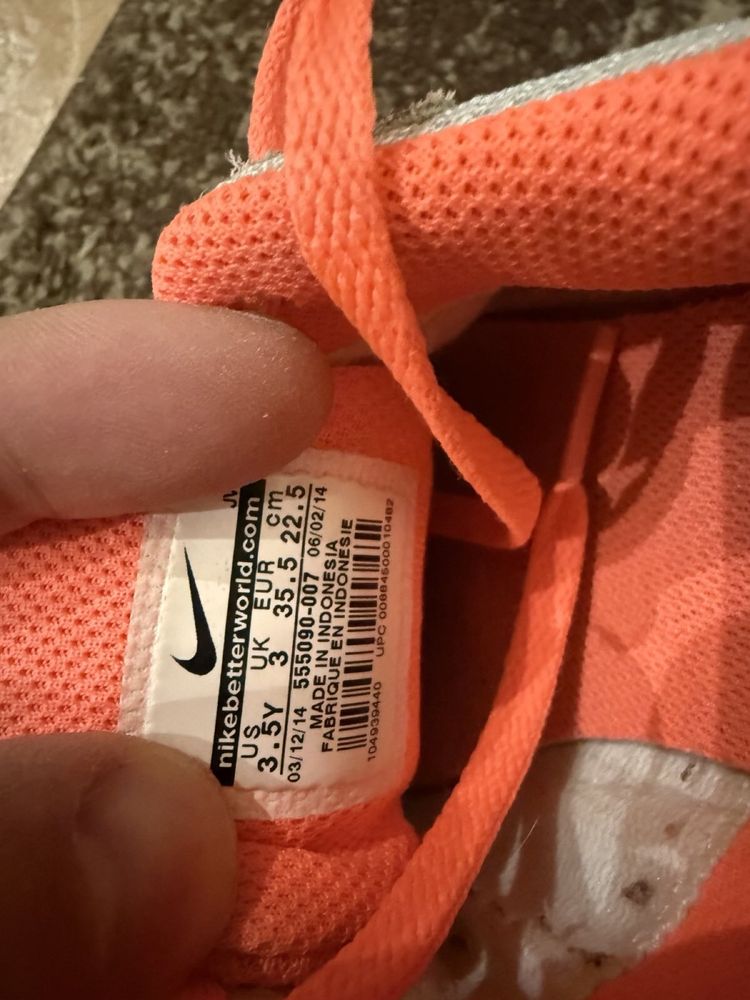 nikebetterworld.com
US UK EUR cm
3.5Y 3 35.5 22.5
03/12/14 555090-007 06/02/14
MADE IN INDONESIA
FABRIQUE EN INDONESIE
104939440 UPC 00884500010482